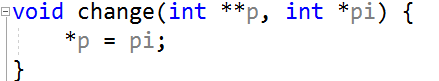 void change(int **p, int *pi) {
    *p = pi;
}